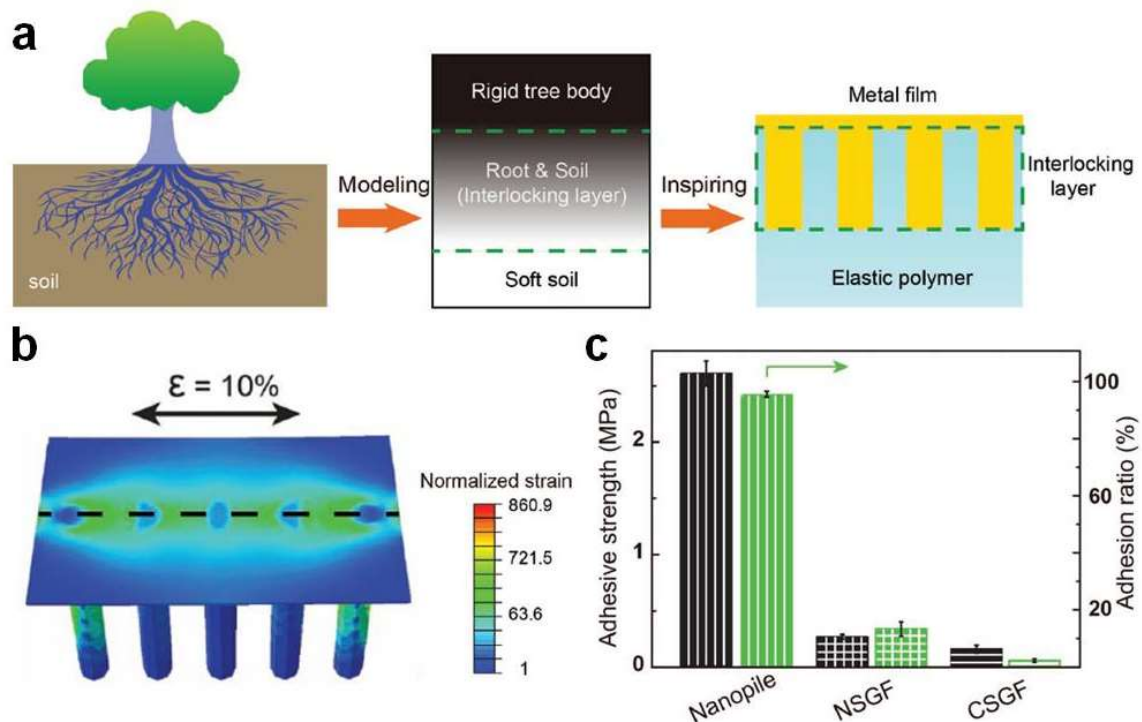 a
Rigid tree body
Root & Soil
(Interlocking layer)
Soft soil
soil
Modeling
Inspiring
Metal film
Interlocking
layer
Elastic polymer
b
ε = 10%
Normalized strain
860.9
721.5
63.6
1
c
Adhesive strength (MPa)
2
1
0
Adhesion ratio (%)
100
60
20
Nanopile
NSGF
CSGF